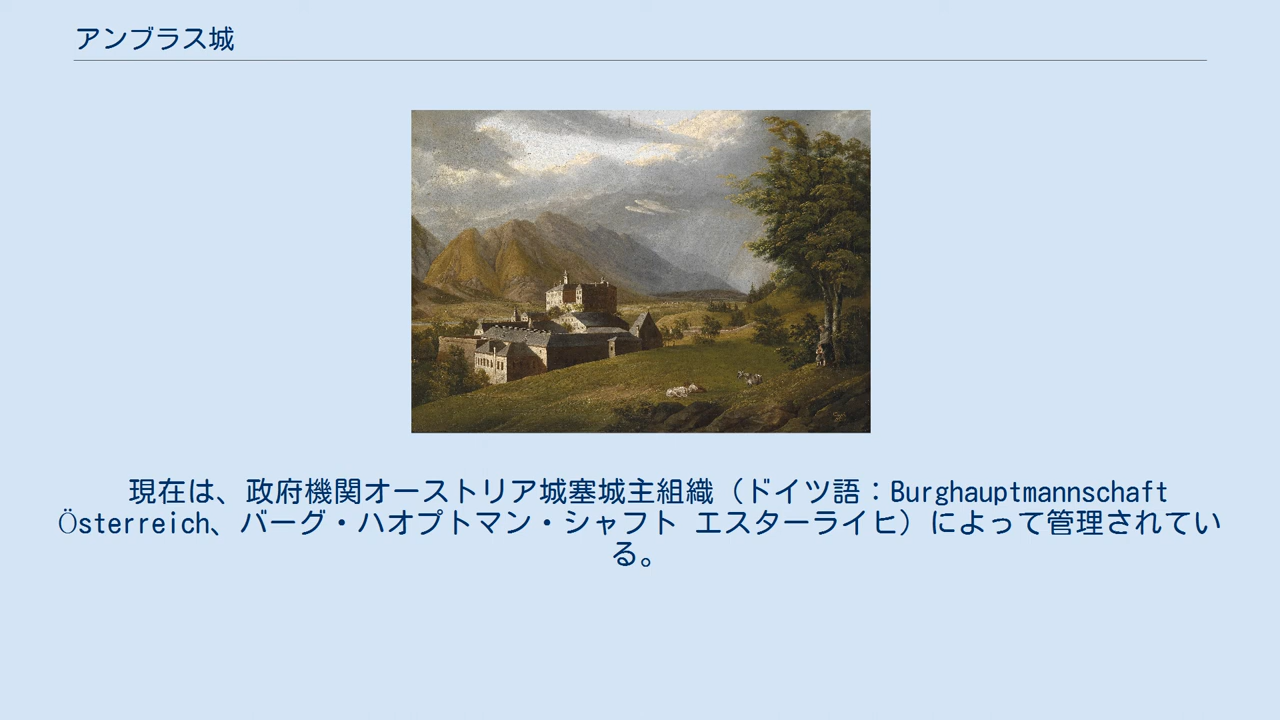 アンブラス城
現在は、政府機関オーストリア城塞城主組織（ドイツ語：Burghauptmannschaft
Österreich、バーグ・ハオプトマン・シャフト エスターライヒ）によって管理されてい
る。